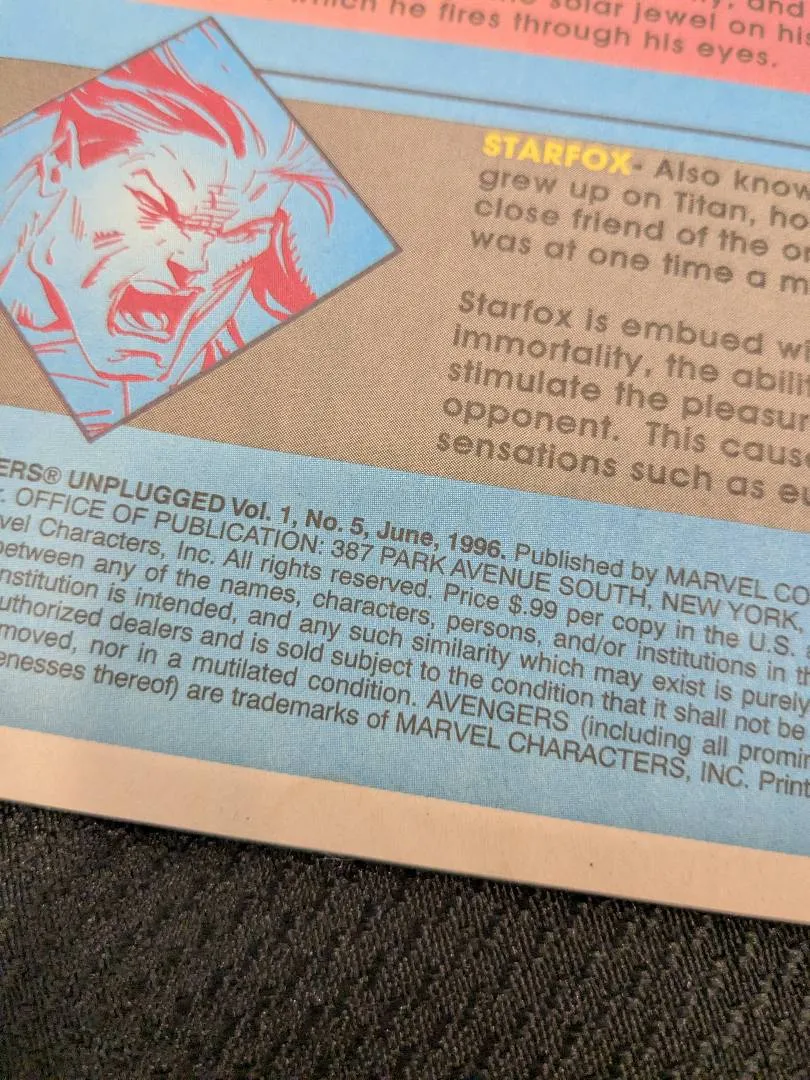 solar jewel on his
which he fires through his eyes.
STARFOX- Also know
grew up on Titan, ho
close friend of the o
was at one time a m
Starfox is embued wi
immortality, the abili
stimulate the pleasur
opponent. This cause
sensations such as e
ERS® UNPLUGGED Vol. 1, No. 5, June, 1996. Published by MARVEL CO
. OFFICE OF PUBLICATION: 387 PARK AVENUE SOUTH, NEW YORK,
vel Characters, Inc. All rights reserved. Price $.99 per copy in the U.S.
between any of the names, characters, persons, and/or institutions in th
nstitution is intended, and any such similarity which may exist is purely
uthorized dealers and is sold subject to the condition that it shall not be
moved, nor in a mutilated condition. AVENGERS (including all promin
enesses thereof) are trademarks of MARVEL CHARACTERS, INC. Print